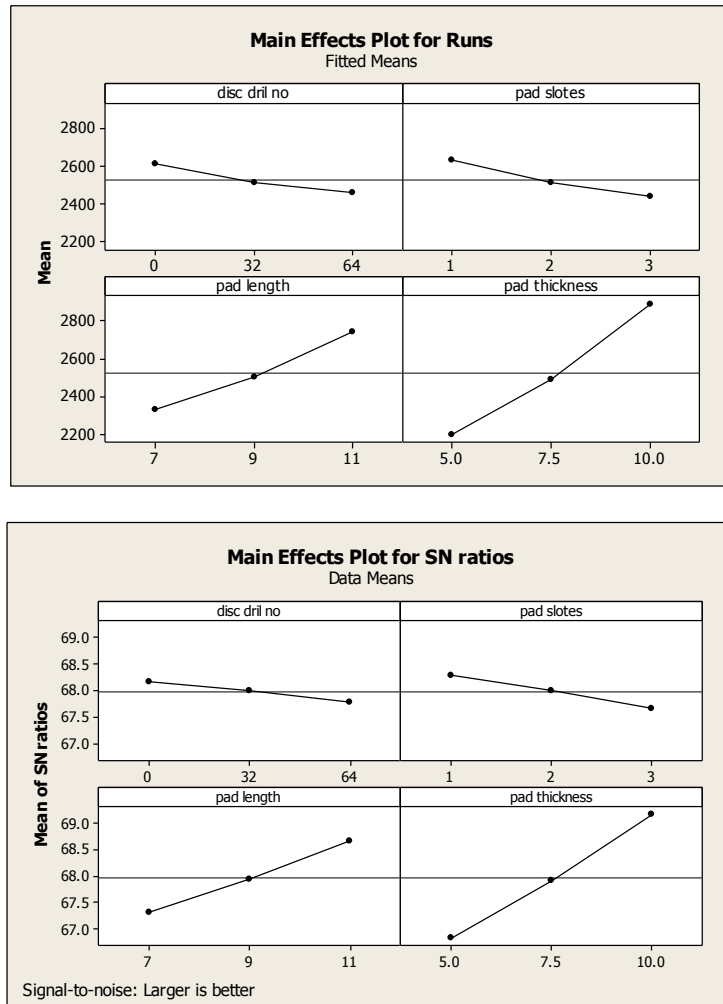 Main Effects Plot for Runs
Fitted Means
disc dril no pad slotes
2800
2600
2400
2200
Mean
0 32 64 1 2 3
pad length pad thickness
2800
2600
2400
2200
7 9 11 5.0 7.5 10.0
Main Effects Plot for SN ratios
Data Means
disc dril no pad slotes
69.0
68.5
68.0
67.5
67.0
Mean of SN ratios
0 32 64 1 2 3
pad length pad thickness
69.0
68.5
68.0
67.5
67.0
7 9 11 5.0 7.5 10.0
Signal-to-noise: Larger is better